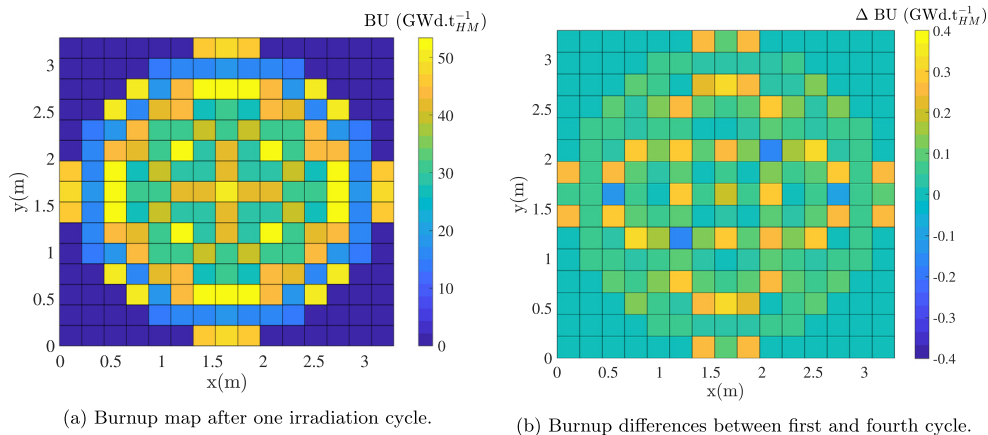 BU (GWd.t_{HM}^{-1})
3
2.5
2
1.5
1
0.5
0
0 0.5 1 1.5 2 2.5 3
y(m)
x(m)
50
40
30
20
10
0
(a) Burnup map after one irradiation cycle.
Δ BU (GWd.t_{HM}^{-1})
3
2.5
2
1.5
1
0.5
0
0 0.5 1 1.5 2 2.5 3
y(m)
x(m)
0.4
0.3
0.2
0.1
0
-0.1
-0.2
-0.3
-0.4
(b) Burnup differences between first and fourth cycle.